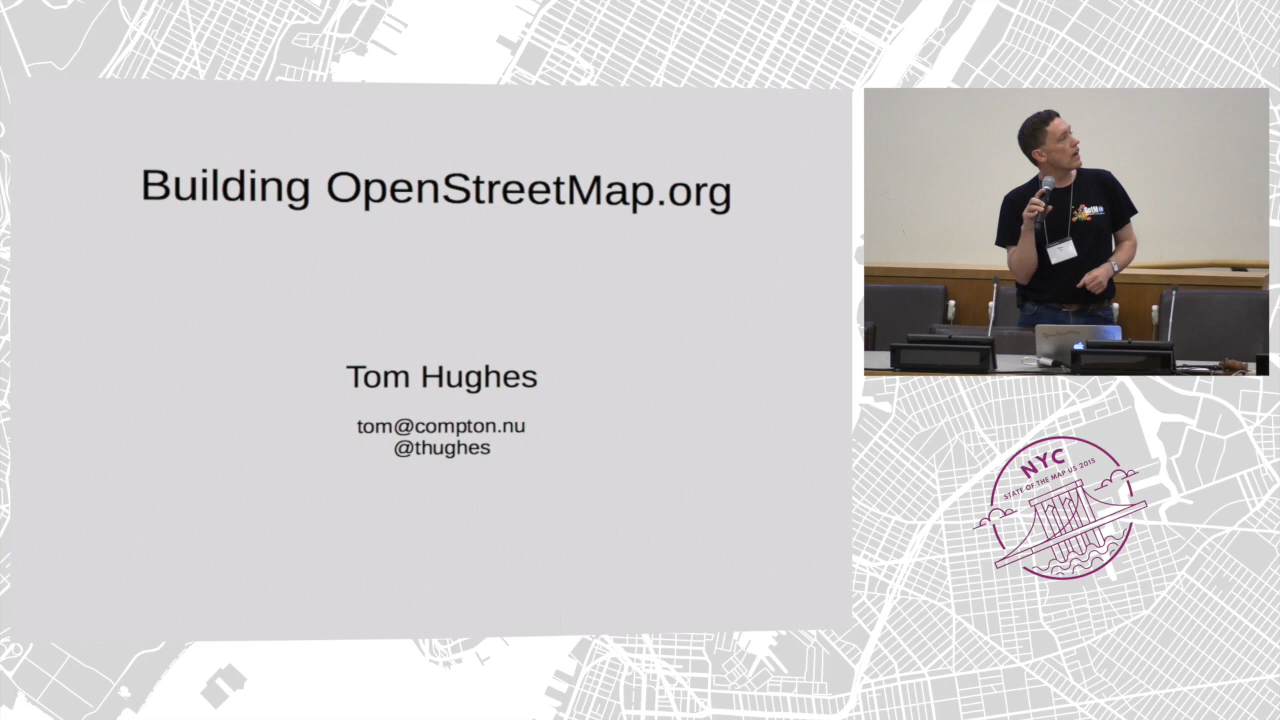 Building OpenStreetMap.org
Tom Hughes
tom@compton.nu
@thughes
NYC
STATE OF THE MAP US 2015